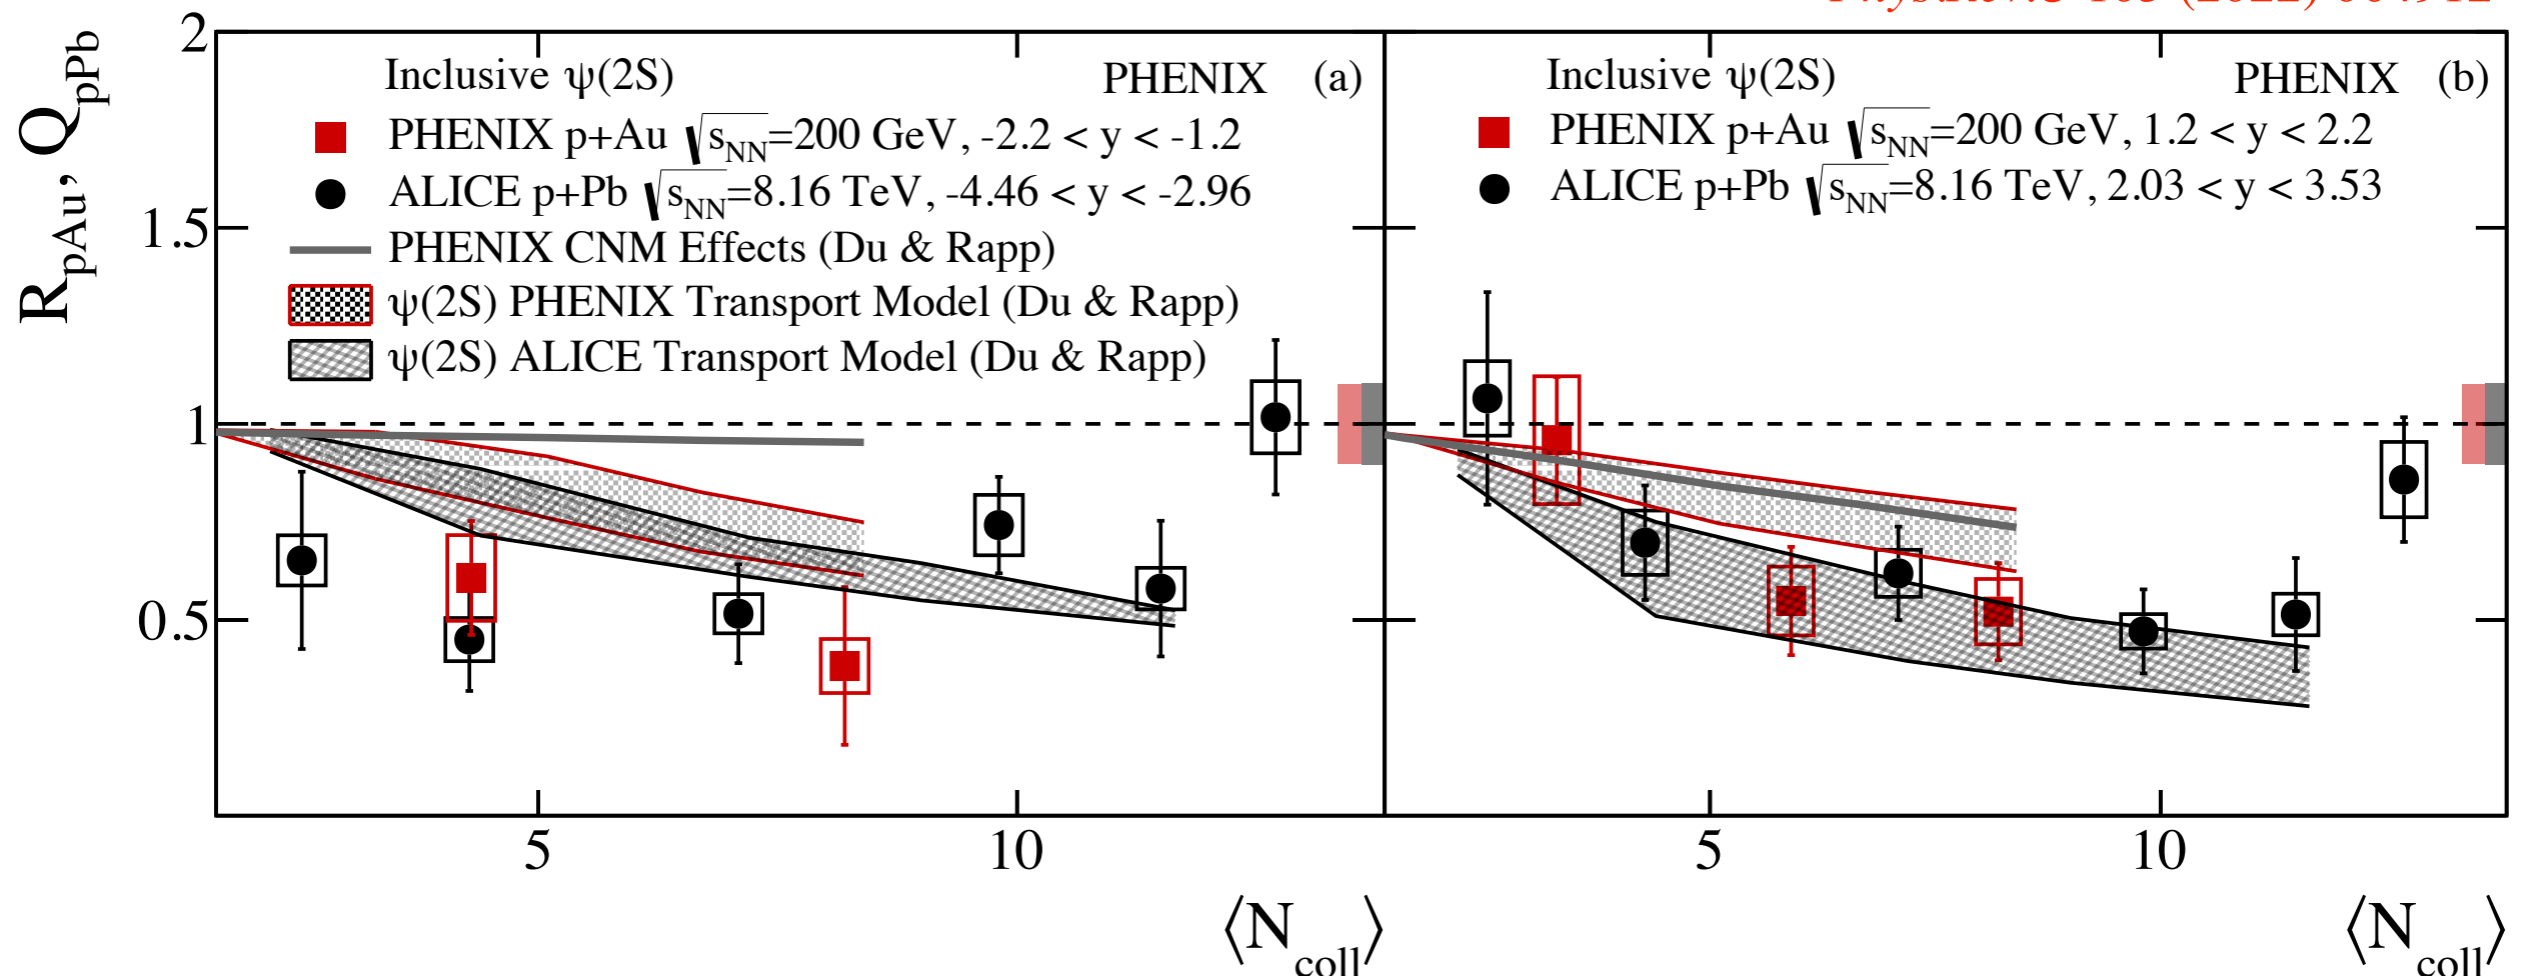 2
1.5
1
0.5
R_pAu, Q_pPb
Inclusive ψ(2S)
PHENIX (a)
PHENIX p+Au √s_NN=200 GeV, -2.2 < y < -1.2
ALICE p+Pb √s_NN=8.16 TeV, -4.46 < y < -2.96
PHENIX CNM Effects (Du & Rapp)
ψ(2S) PHENIX Transport Model (Du & Rapp)
ψ(2S) ALICE Transport Model (Du & Rapp)
5 10
⟨N_coll⟩
Inclusive ψ(2S)
PHENIX (b)
PHENIX p+Au √s_NN=200 GeV, 1.2 < y < 2.2
ALICE p+Pb √s_NN=8.16 TeV, 2.03 < y < 3.53
5 10
⟨N_coll⟩